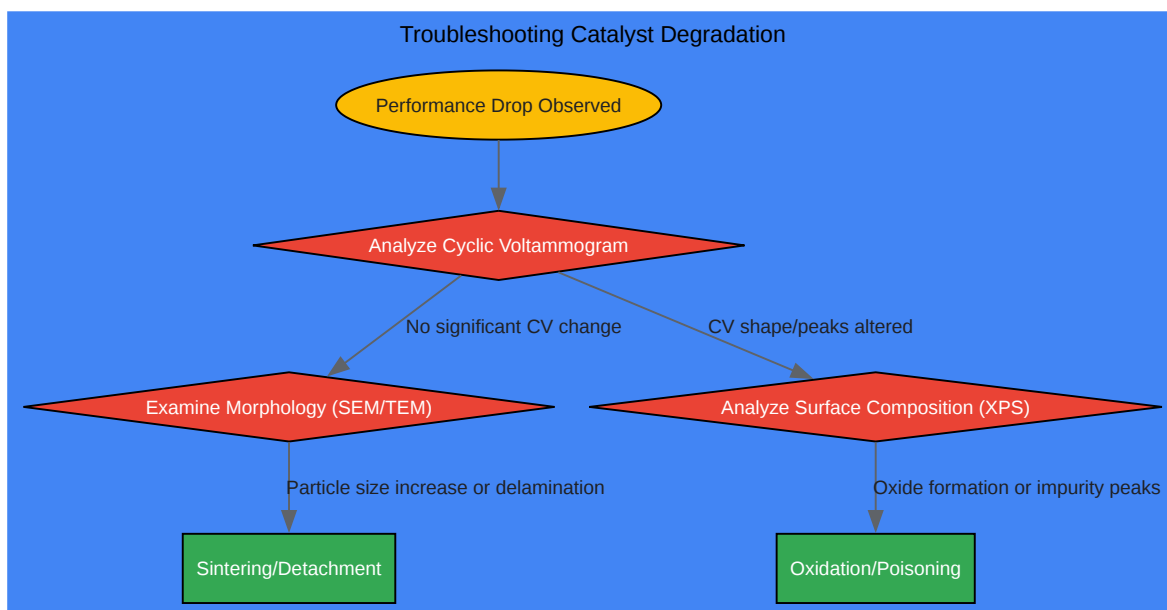 Troubleshooting Catalyst Degradation
Performance Drop Observed
Analyze Cyclic Voltammogram
No significant CV change
CV shape/peaks altered
Examine Morphology (SEM/TEM)
Analyze Surface Composition (XPS)
Particle size increase or delamination
Oxide formation or impurity peaks
Sintering/Detachment
Oxidation/Poisoning